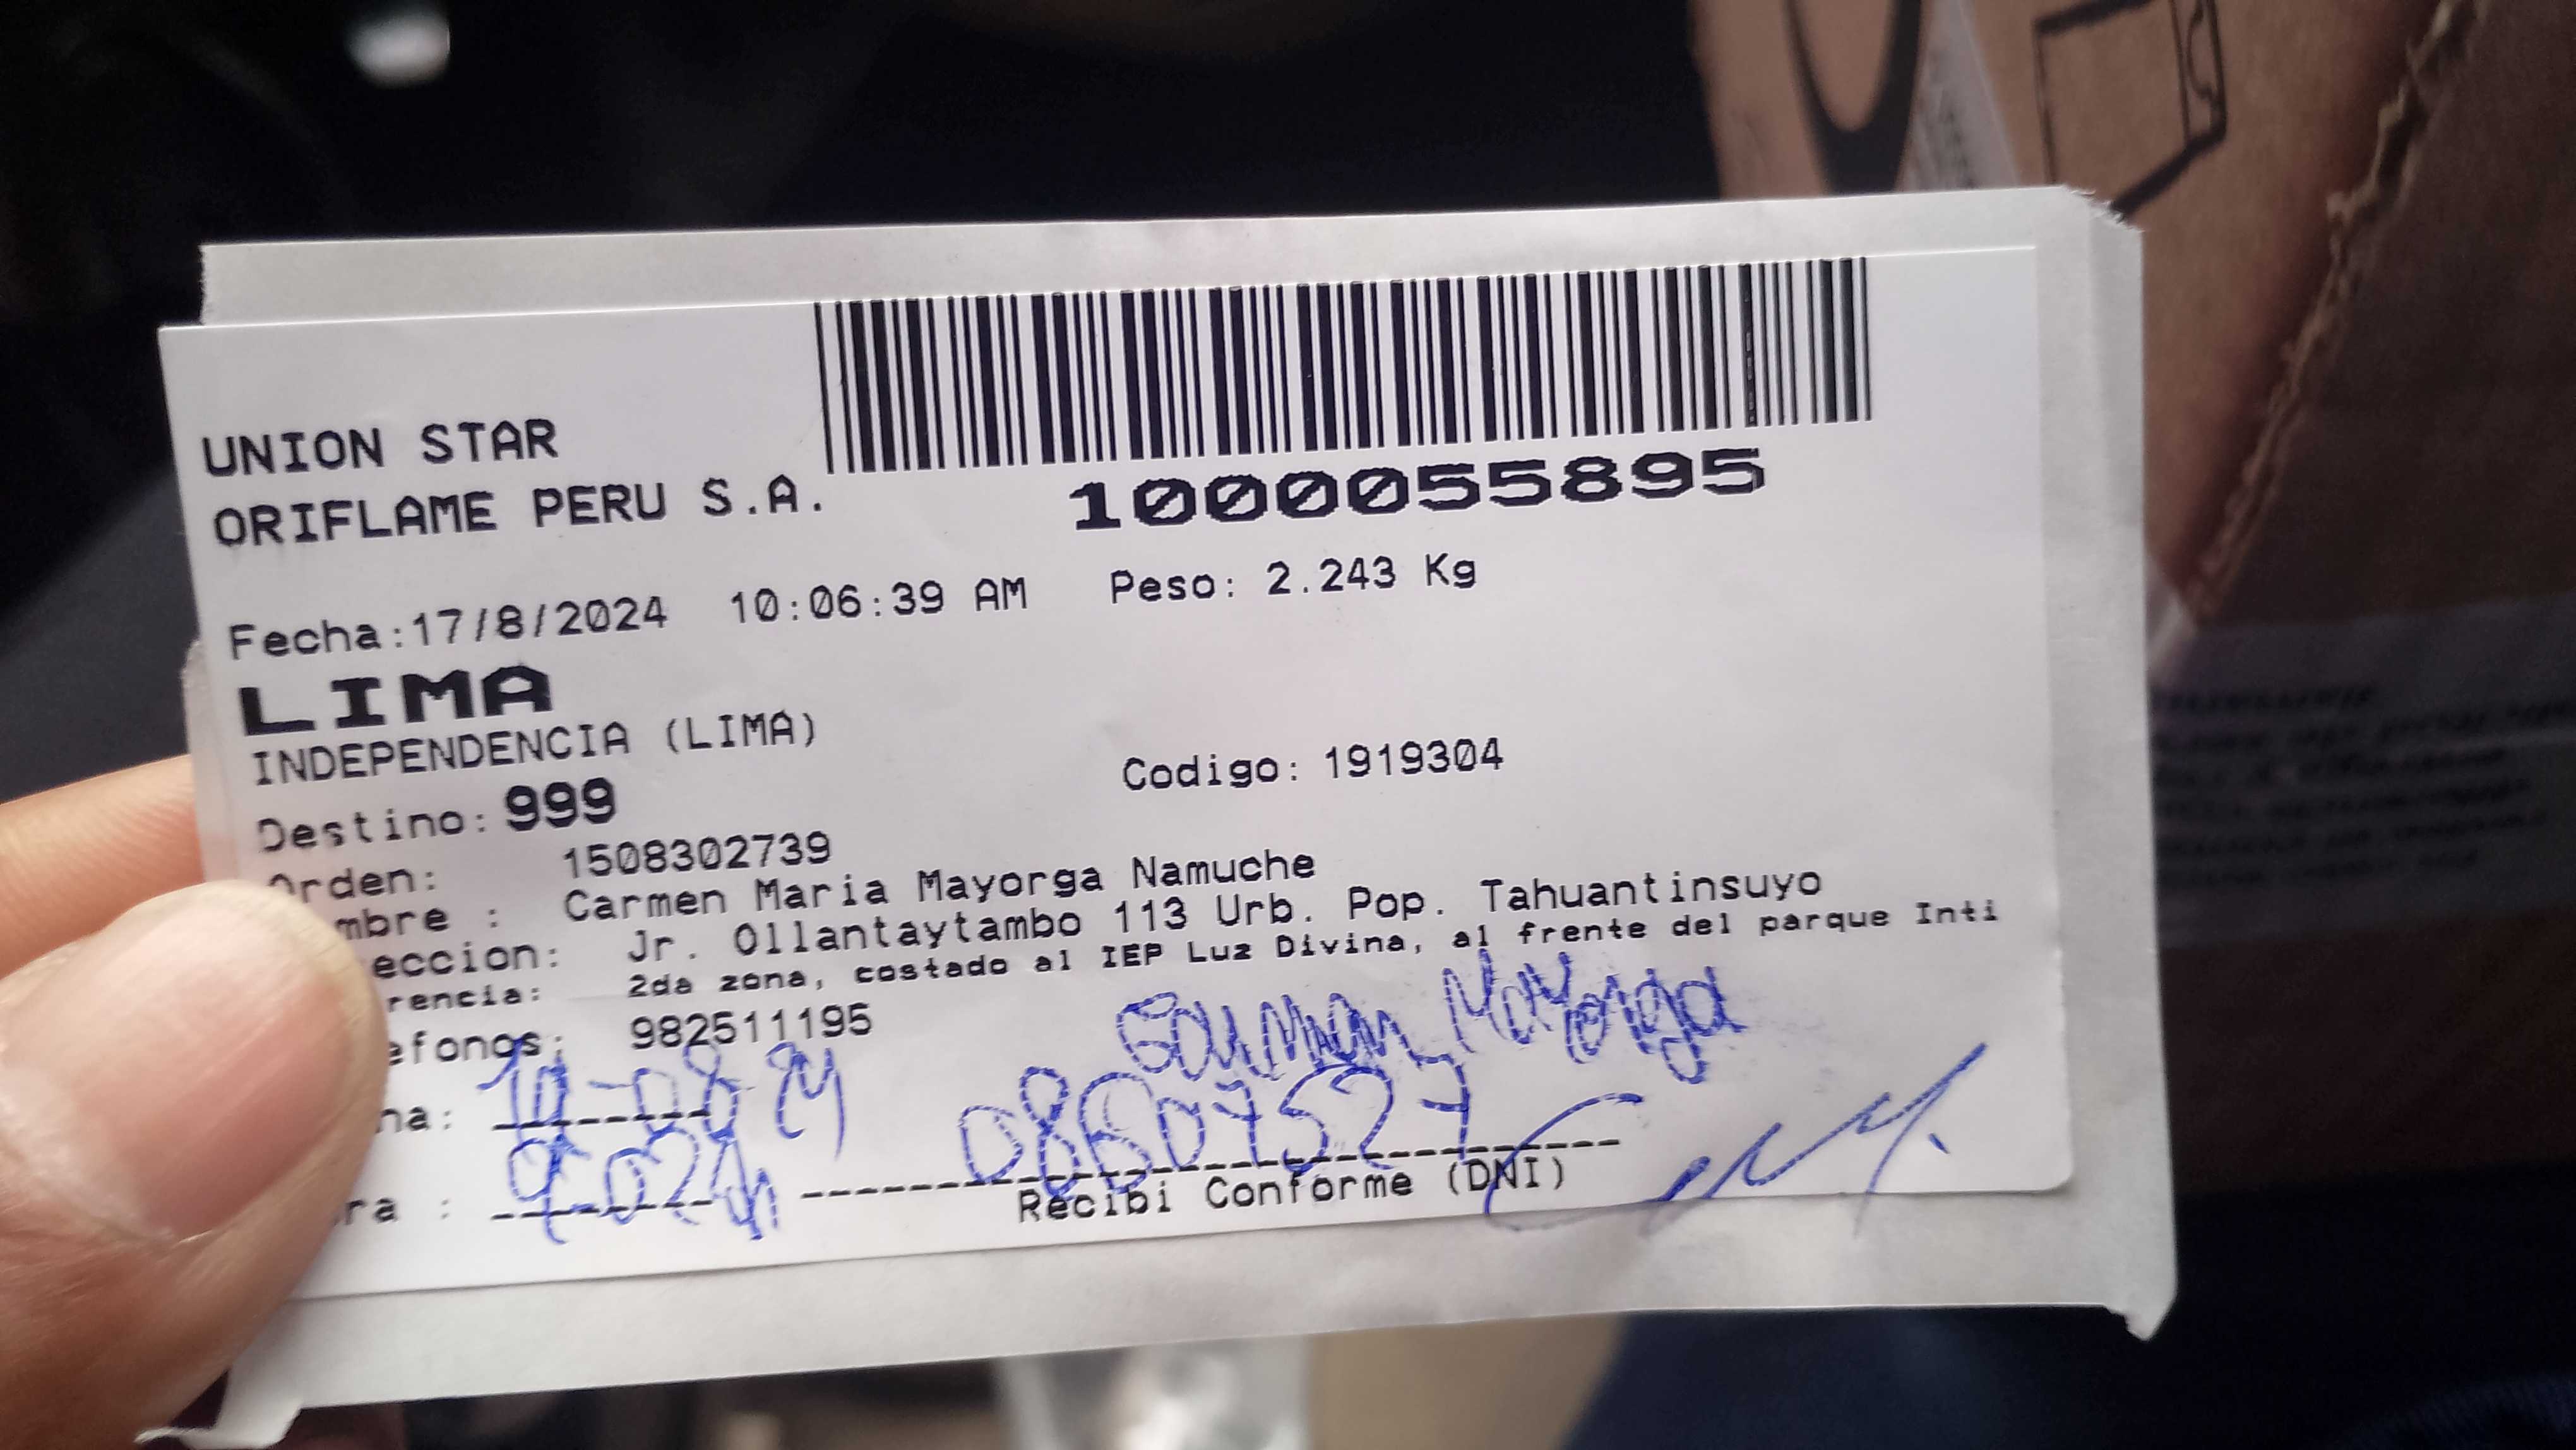 UNION STAR
ORIFLAME PERU S.A.
1000055895
Fecha:17/8/2024 10:06:39 AM Peso: 2.243 Kg
LIMA
INDEPENDENCIA (LIMA)
Destino: 999 Codigo: 1919304
Orden: 1508302739
mbre : Carmen Maria Mayorga Namuche
eccion: Jr. Ollantaytambo 113 Urb. Pop. Tahuantinsuyo
rencia: 2da zona, costado al IEP Luz Divina, al frente del parque Inti
efonos: 982511195
Mayorga
ha:
ra :
Recibi Conforme (DNI)